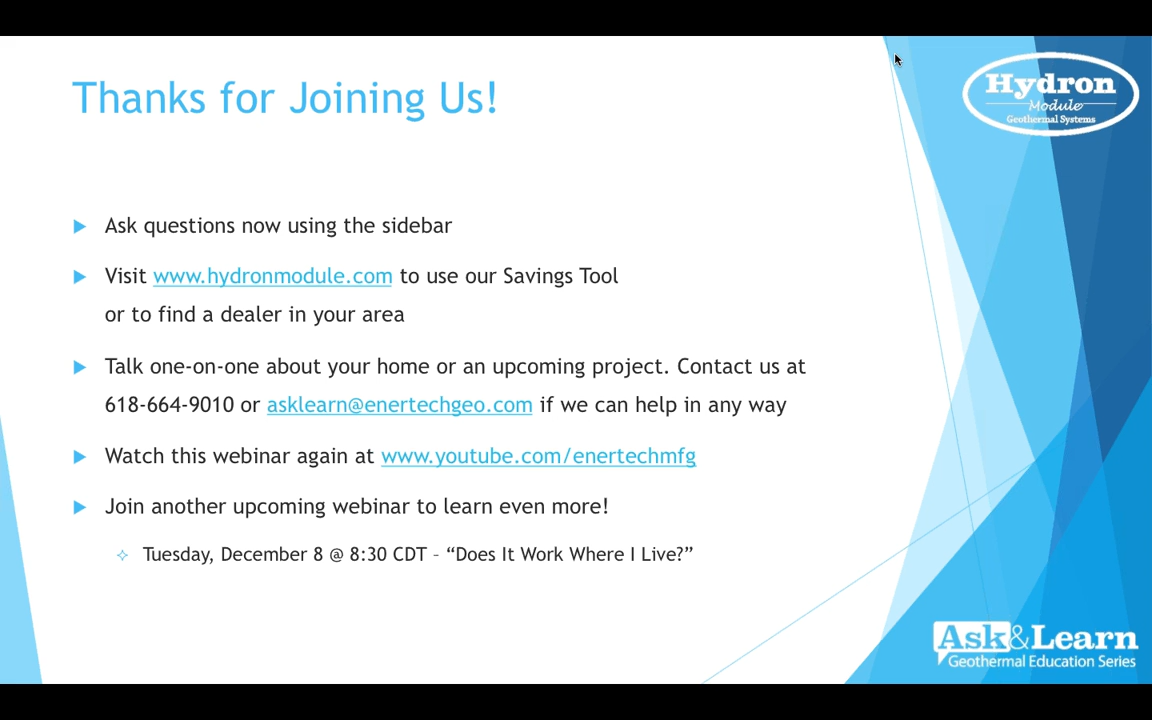 Thanks for Joining Us!
Hydron
Module
Geothermal Systems
Ask questions now using the sidebar
Visit www.hydronmodule.com to use our Savings Tool
or to find a dealer in your area
Talk one-on-one about your home or an upcoming project. Contact us at
618-664-9010 or asklearn@enertechgeo.com if we can help in any way
Watch this webinar again at www.youtube.com/enertechmfg
Join another upcoming webinar to learn even more!
Tuesday, December 8 @ 8:30 CDT – “Does It Work Where I Live?”
Ask&Learn
Geothermal Education Series